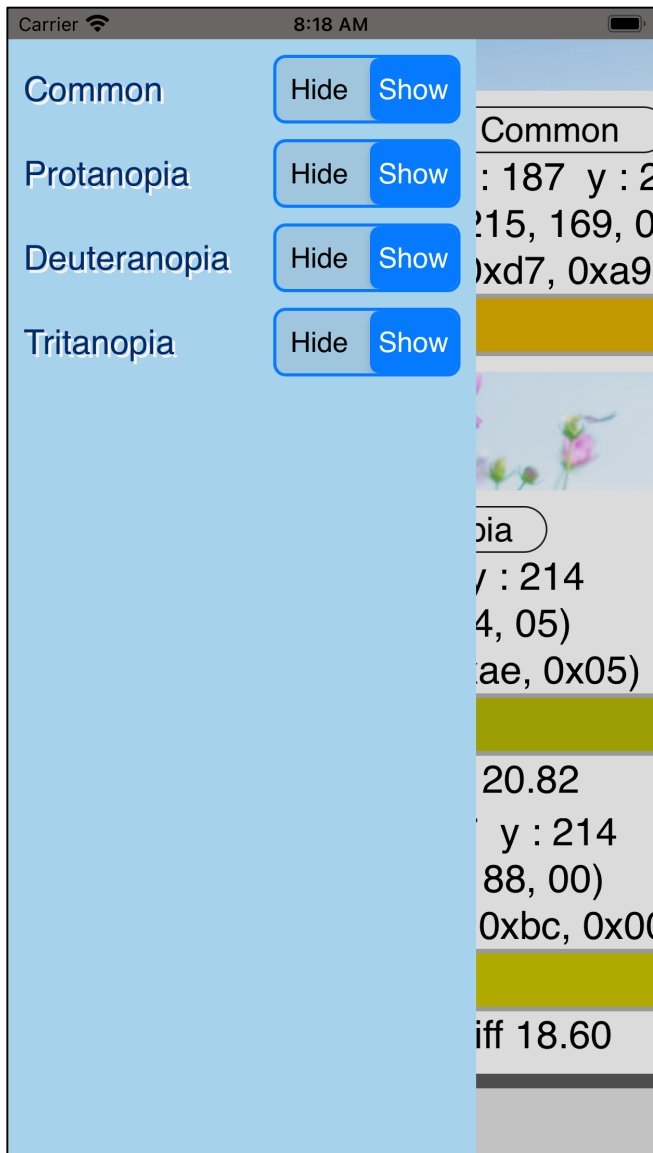 Carrier 8:18 AM
Common Hide Show
Protanopia Hide Show
Deuteranopia Hide Show
Tritanopia Hide Show
Common
: 187 y : 2
215, 169, 0
0xd7, 0xa9
pia
y : 214
4, 05)
xae, 0x05)
20.82
y : 214
88, 00)
0xbc, 0x00
iff 18.60